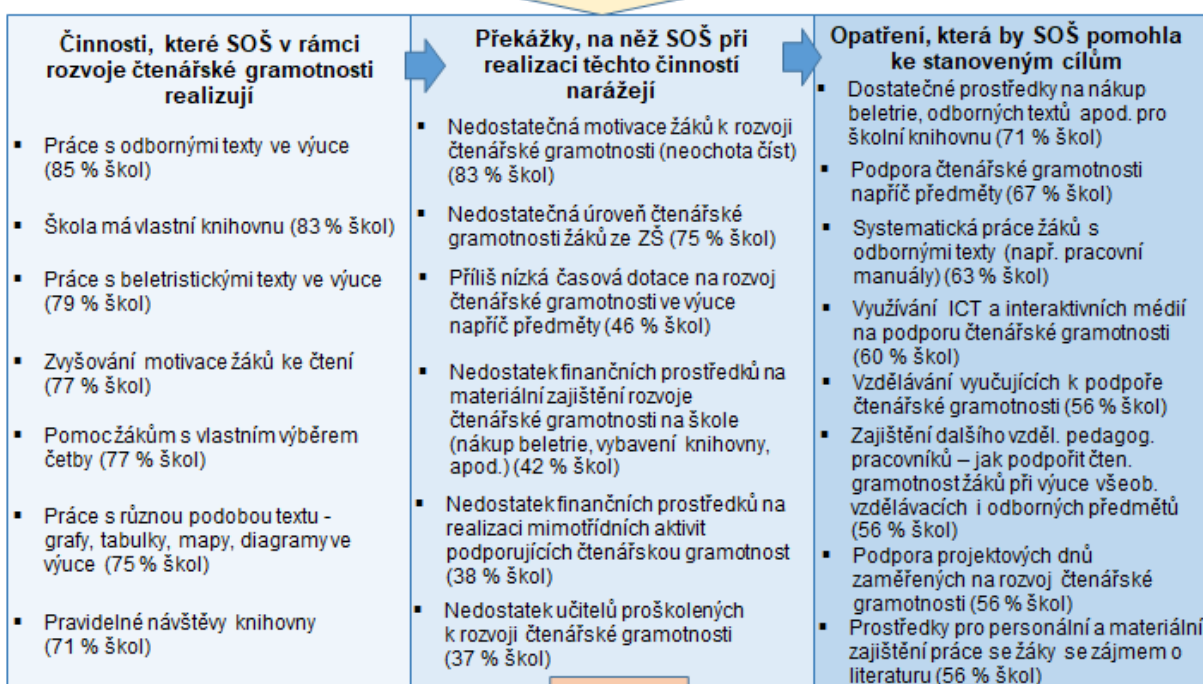 Činnosti, které SOŠ v rámci
rozvoje čtenářské gramotnosti
realizují
▪ Práce s odbornými texty ve výuce
(85 % škol)
▪ Škola má vlastní knihovnu (83 % škol)
▪ Práce s beletristickými texty ve výuce
(79 % škol)
▪ Zvyšování motivace žáků ke čtení
(77 % škol)
▪ Pomoc žákům s vlastním výběrem
četby (77 % škol)
▪ Práce s různou podobou textu -
grafy, tabulky, mapy, diagramy ve
výuce (75 % škol)
▪ Pravidelné návštěvy knihovny
(71 % škol)
Překážky, na něž SOŠ při
realizaci těchto činností
narážejí
▪ Nedostatečná motivace žáků k rozvoji
čtenářské gramotnosti (neochota číst)
(83 % škol)
▪ Nedostatečná úroveň čtenářské
gramotnosti žáků ze ZŠ (75 % škol)
▪ Příliš nízká časová dotace na rozvoj
čtenářské gramotnosti ve výuce
napříč předměty (46 % škol)
▪ Nedostatek finančních prostředků na
materiální zajištění rozvoje
čtenářské gramotnosti na škole
(nákup beletrie, vybavení knihovny,
apod.) (42 % škol)
▪ Nedostatek finančních prostředků na
realizaci mimotřídních aktivit
podporujících čtenářskou gramotnost
(38 % škol)
▪ Nedostatek učitelů proškolených
k rozvoji čtenářské gramotnosti
(37 % škol)
Opatření, která by SOŠ pomohla
ke stanoveným cílům
▪ Dostatečné prostředky na nákup
beletrie, odborných textů apod. pro
školní knihovnu (71 % škol)
▪ Podpora čtenářské gramotnosti
napříč předměty (67 % škol)
▪ Systematická práce žáků s
odbornými texty (např. pracovní
manuály) (63 % škol)
▪ Využívání ICT a interaktivních médií
na podporu čtenářské gramotnosti
(60 % škol)
▪ Vzdělávání vyučujících k podpoře
čtenářské gramotnosti (56 % škol)
▪ Zajištění dalšího vzděl. pedagog.
pracovníků – jak podpořit čten.
gramotnost žáků při výuce všeob.
vzdělávacích i odborných předmětů
(56 % škol)
▪ Podpora projektových dnů
zaměřených na rozvoj čtenářské
gramotnosti (56 % škol)
▪ Prostředky pro personální a materiální
zajištění práce se žáky se zájmem o
literaturu (56 % škol)